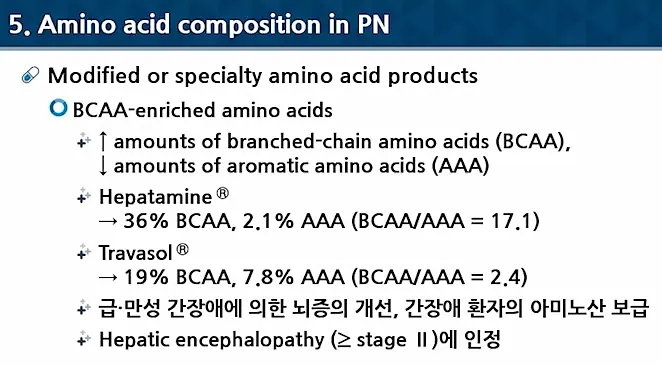 5. Amino acid composition in PN
Modified or specialty amino acid products
BCAA-enriched amino acids
↑ amounts of branched-chain amino acids (BCAA),
↓ amounts of aromatic amino acids (AAA)
Hepatamine®
→ 36% BCAA, 2.1% AAA (BCAA/AAA = 17.1)
Travasol®
→ 19% BCAA, 7.8% AAA (BCAA/AAA = 2.4)
급·만성 간장애에 의한 뇌증의 개선, 간장애 환자의 아미노산 보급
Hepatic encephalopathy (≥ stage Ⅱ)에 인정